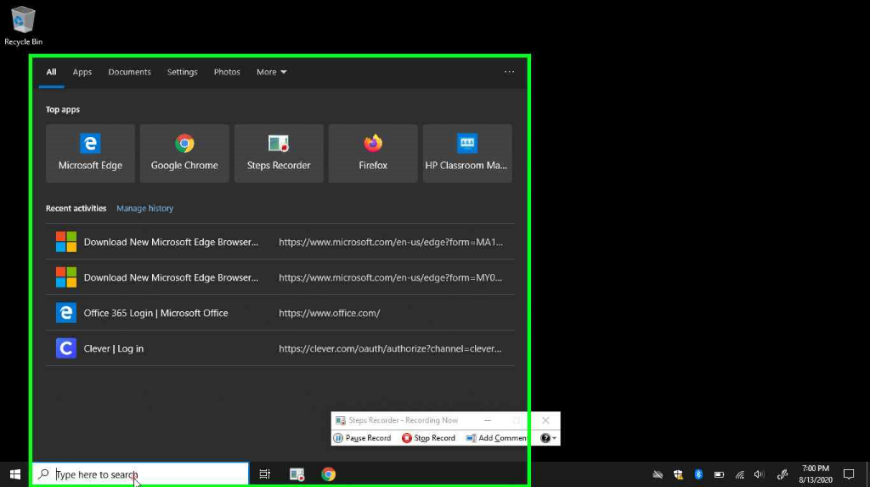 Recycle Bin
All Apps Documents Settings Photos More
Top apps
Microsoft Edge Google Chrome Steps Recorder Firefox HP Classroom Ma...
Recent activities Manage history
Download New Microsoft Edge Browser... https://www.microsoft.com/en-us/edge?form=MA1...
Download New Microsoft Edge Browser... https://www.microsoft.com/en-us/edge?form=MY0...
Office 365 Login | Microsoft Office https://www.office.com/
Clever | Log in https://clever.com/oauth/authorize?channel=clever...
Steps Recorder - Recording Now
Pause Record Stop Record Add Comment
Type here to search
7:00 PM
8/13/2020